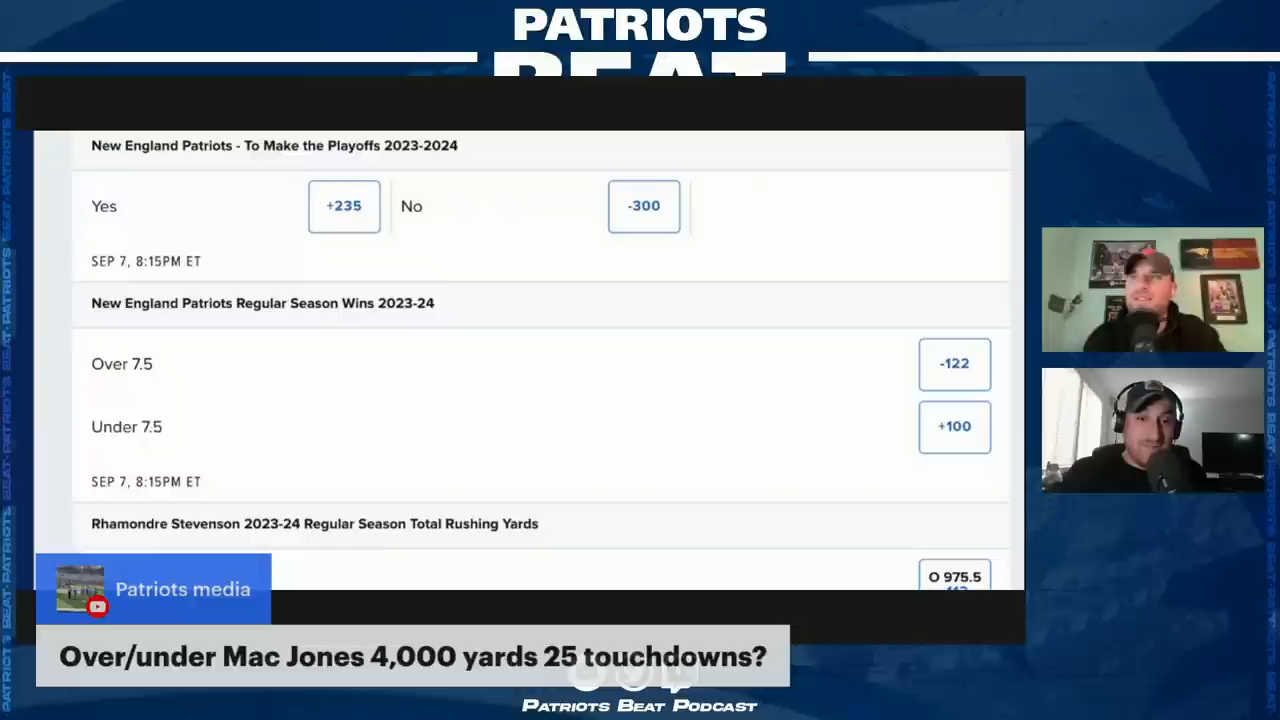 PATRIOTS
BEAT
New England Patriots - To Make the Playoffs 2023-2024
Yes +235 No -300
SEP 7, 8:15PM ET
New England Patriots Regular Season Wins 2023-24
Over 7.5 -122
Under 7.5 +100
SEP 7, 8:15PM ET
Rhamondre Stevenson 2023-24 Regular Season Total Rushing Yards
O 975.5
Patriots media
Over/under Mac Jones 4,000 yards 25 touchdowns?
PATRIOTS BEAT PODCAST